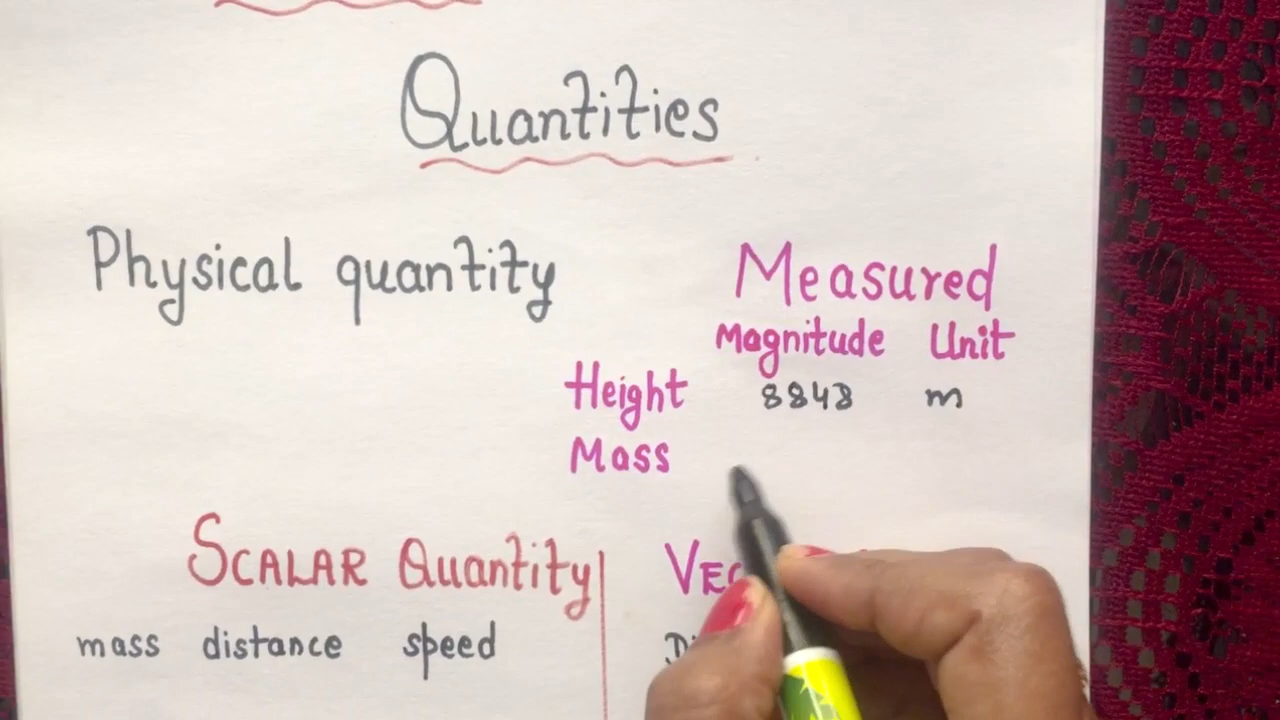 Quantities
Physical quantity
Measured
Magnitude Unit
Height 8848 m
Mass
SCALAR Quantity
mass distance speed